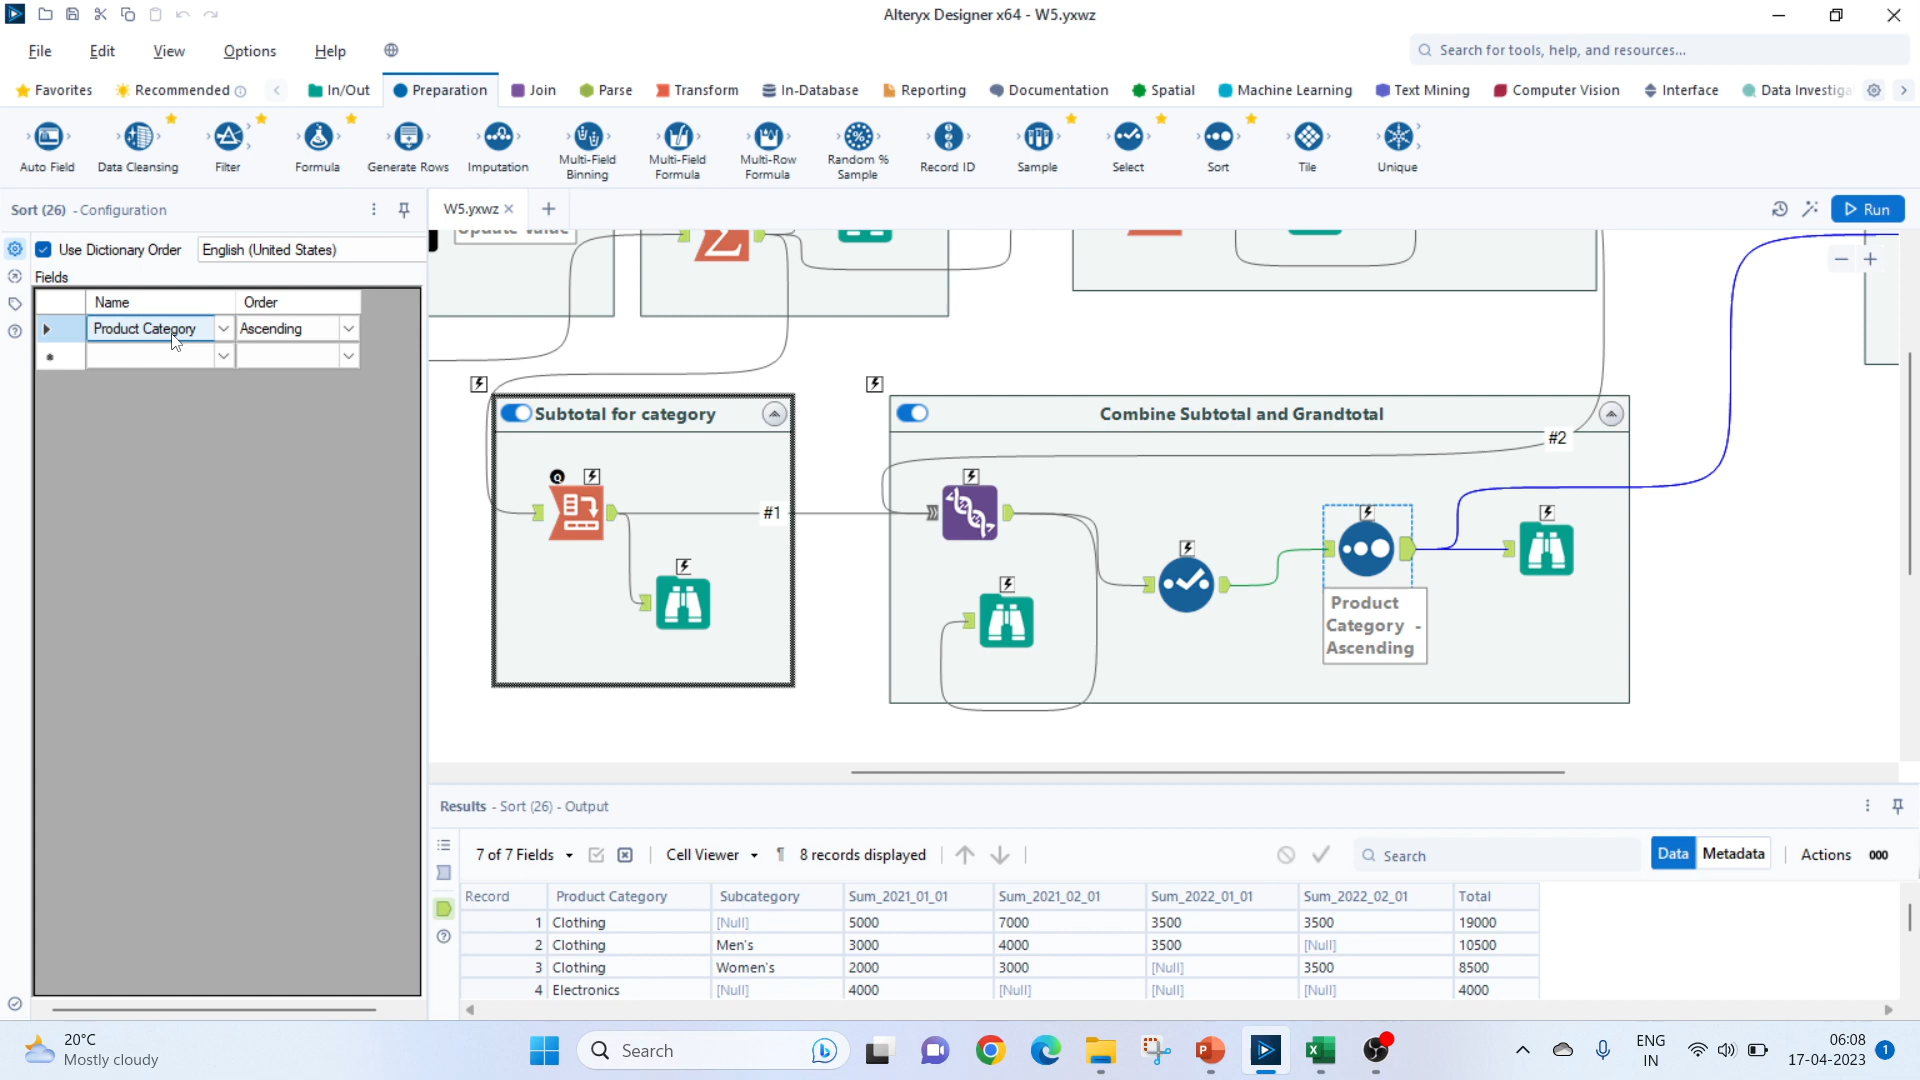 Alteryx Designer x64 - W5.yxwz
File Edit View Options Help
Search for tools, help, and resources...
Favorites Recommended In/Out Preparation Join Parse Transform In-Database Reporting Documentation Spatial Machine Learning Text Mining Computer Vision Interface Data Investiga
Auto Field
Data Cleansing
Filter
Formula
Generate Rows
Imputation
Multi-Field
Binning
Multi-Field
Formula
Multi-Row
Formula
Random %
Sample
Record ID
Sample
Select
Sort
Tile
Unique
Sort (26) - Configuration
W5.yxwz
Run
Use Dictionary Order English (United States)
Fields
Name Order
Product Category Ascending
Update Value
Subtotal for category
Combine Subtotal and Grandtotal
#2
#1
Product
Category -
Ascending
Results - Sort (26) - Output
7 of 7 Fields Cell Viewer 8 records displayed Search Data Metadata Actions 000
Record Product Category Subcategory Sum_2021_01_01 Sum_2021_02_01 Sum_2022_01_01 Sum_2022_02_01 Total
1 Clothing [Null] 5000 7000 3500 3500 19000
2 Clothing Men's 3000 4000 3500 [Null] 10500
3 Clothing Women's 2000 3000 [Null] 3500 8500
4 Electronics [Null] 4000 [Null] [Null] [Null] 4000
20°C
Mostly cloudy
Search
ENG
IN
06:08
17-04-2023
1